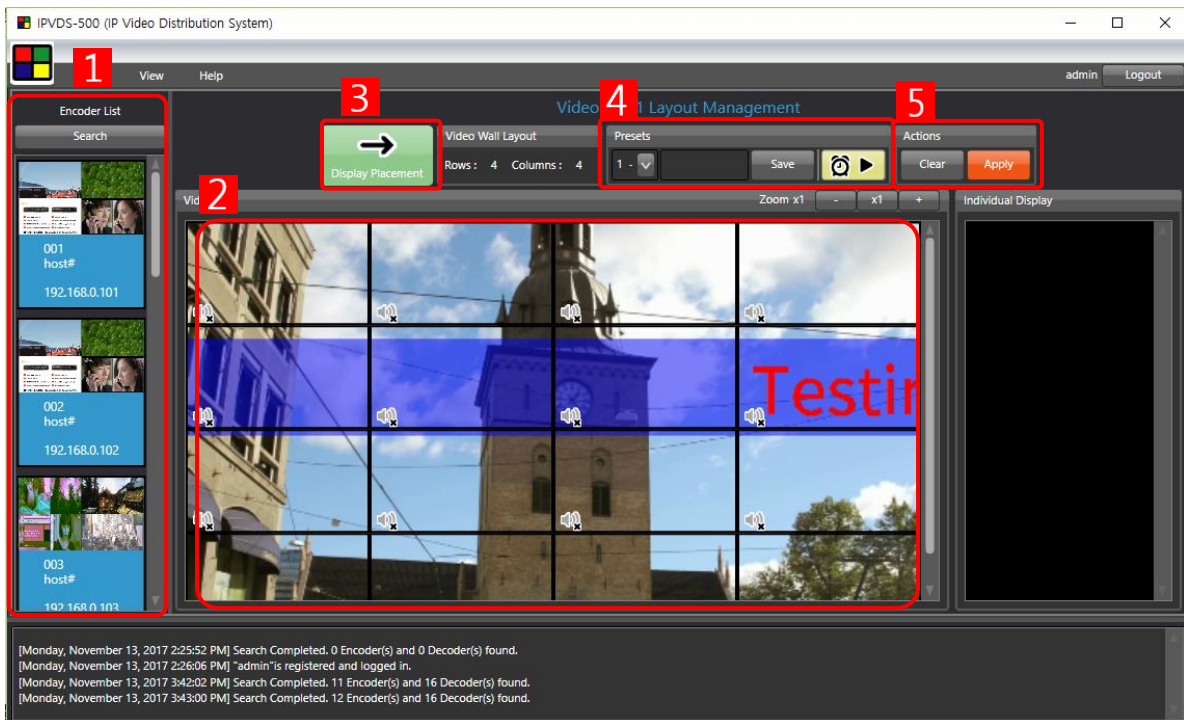 IPVDS-500 (IP Video Distribution System)
1
View Help
admin Logout
Encoder List
Search
001
host#
192.168.0.101
002
host#
192.168.0.102
003
host#
192.168.0.103
3
Display Placement
Video 1 Layout Management
Video Wall Layout
Rows : 4 Columns : 4
4
Presets
1 -
Save
5
Actions
Clear Apply
2
Zoom x1 - x1 +
Individual Display
Testin
[Monday, November 13, 2017 2:25:52 PM] Search Completed. 0 Encoder(s) and 0 Decoder(s) found.
[Monday, November 13, 2017 2:26:06 PM] "admin"is registered and logged in.
[Monday, November 13, 2017 3:42:02 PM] Search Completed. 11 Encoder(s) and 16 Decoder(s) found.
[Monday, November 13, 2017 3:43:00 PM] Search Completed. 12 Encoder(s) and 16 Decoder(s) found.